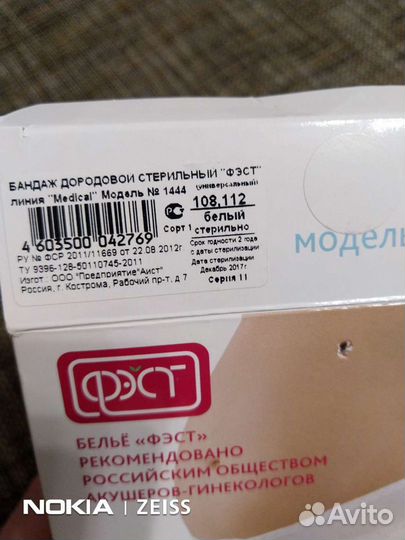 БАНДАЖ ДОРОДОВОЙ СТЕРИЛЬНЫЙ "ФЭСТ"
линия "Medical" Модель № 1444 (универсальный)
108,112
белый
Сорт 1 стерильно
4 603500 042769
Срок годности 2 года
с даты стерилизации
РУ № ФСР 2011/11669 от 22.08.2012г
Дата стерилизации
ТУ 9396-128-50110745-2011
Декабрь 2017г
Изгот.: ООО "Предприятие"Аист"
Россия, г. Кострома, Рабочий пр-т, д.7
Серия 11
модель
ФЭСТ
БЕЛЬЁ «ФЭСТ»
РЕКОМЕНДОВАНО
РОССИЙСКИМ ОБЩЕСТВОМ
АКУШЕРОВ-ГИНЕКОЛОГОВ
NOKIA | ZEISS
Avito